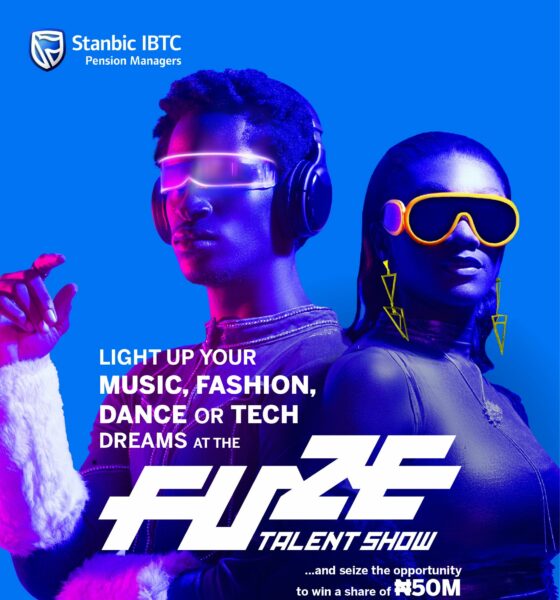 Stanbic IBTC
Pension Managers
LIGHT UP YOUR
MUSIC, FASHION,
DANCE OR TECH
DREAMS AT THE
FUZE
TALENT SHOW
...and seize the opportunity
to win a share of ₦50M